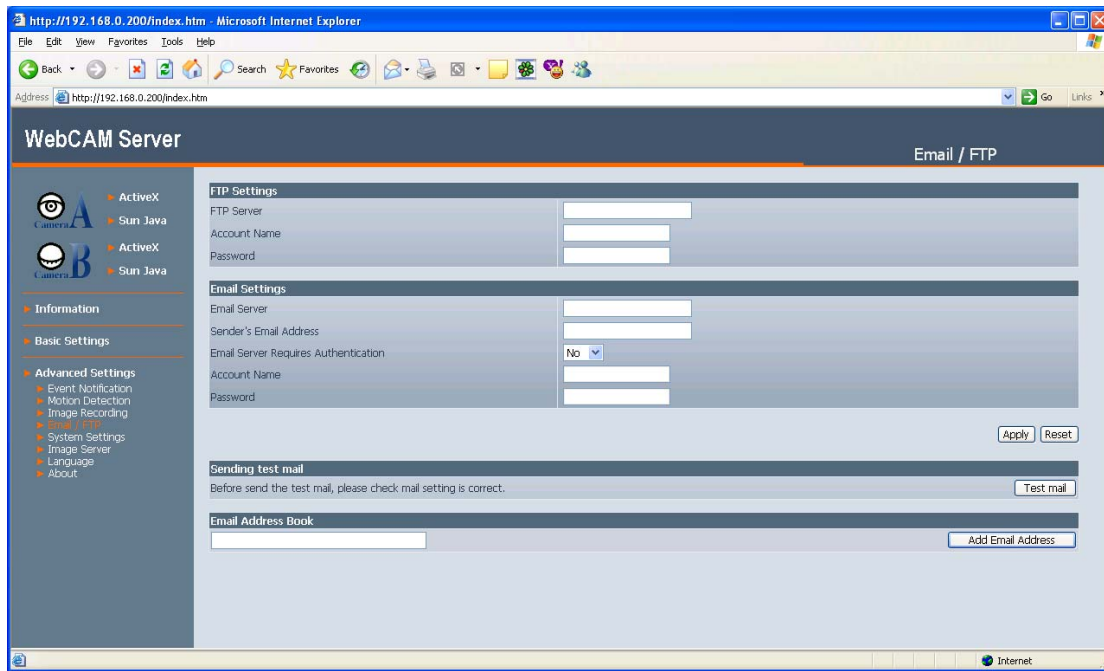 http://192.168.0.200/index.htm - Microsoft Internet Explorer
File Edit View Favorites Tools Help
Back Search Favorites
Address http://192.168.0.200/index.htm Go Links »
WebCAM Server
Email / FTP
Camera A
ActiveX
Sun Java
Camera B
ActiveX
Sun Java
Information
Basic Settings
Advanced Settings
Event Notification
Motion Detection
Image Recording
Email / FTP
System Settings
Image Server
Language
About
FTP Settings
FTP Server
Account Name
Password
Email Settings
Email Server
Sender's Email Address
Email Server Requires Authentication No
Account Name
Password
Apply Reset
Sending test mail
Before send the test mail, please check mail setting is correct. Test mail
Email Address Book
Add Email Address
Internet